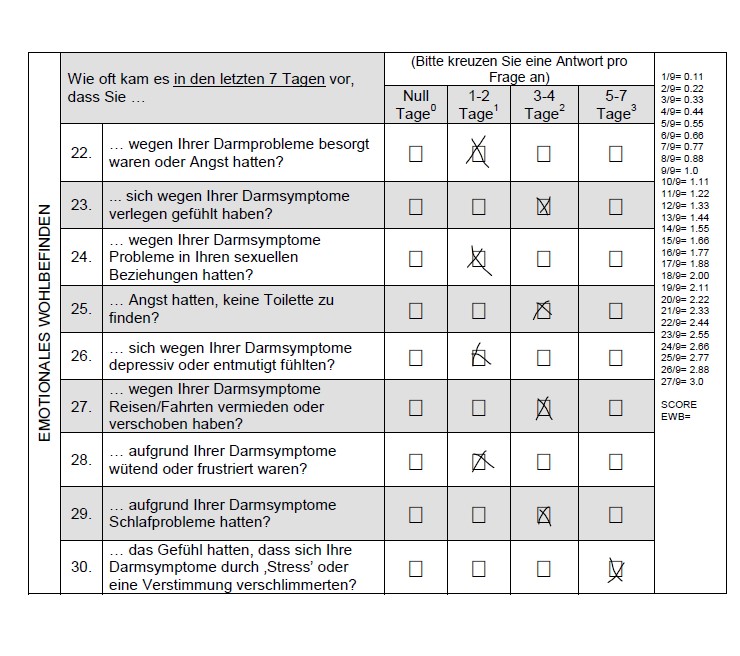 Wie oft kam es in den letzten 7 Tagen vor,
dass Sie …
(Bitte kreuzen Sie eine Antwort pro
Frage an)
Null
Tage0
1-2
Tage1
3-4
Tage2
5-7
Tage3
EMOTIONALES WOHLBEFINDEN
22. … wegen Ihrer Darmprobleme besorgt
waren oder Angst hatten?
23. ... sich wegen Ihrer Darmsymptome
verlegen gefühlt haben?
24. … wegen Ihrer Darmsymptome
Probleme in Ihren sexuellen
Beziehungen hatten?
25. … Angst hatten, keine Toilette zu
finden?
26. … sich wegen Ihrer Darmsymptome
depressiv oder entmutigt fühlten?
27. … wegen Ihrer Darmsymptome
Reisen/Fahrten vermieden oder
verschoben haben?
28. … aufgrund Ihrer Darmsymptome
wütend oder frustriert waren?
29. … aufgrund Ihrer Darmsymptome
Schlafprobleme hatten?
30. … das Gefühl hatten, dass sich Ihre
Darmsymptome durch ‚Stress’ oder
eine Verstimmung verschlimmerten?
1/9= 0.11
2/9= 0.22
3/9= 0.33
4/9= 0.44
5/9= 0.55
6/9= 0.66
7/9= 0.77
8/9= 0.88
9/9= 1.0
10/9= 1.11
11/9= 1.22
12/9= 1.33
13/9= 1.44
14/9= 1.55
15/9= 1.66
16/9= 1.77
17/9= 1.88
18/9= 2.00
19/9= 2.11
20/9= 2.22
21/9= 2.33
22/9= 2.44
23/9= 2.55
24/9= 2.66
25/9= 2.77
26/9= 2.88
27/9= 3.0
SCORE
EWB=